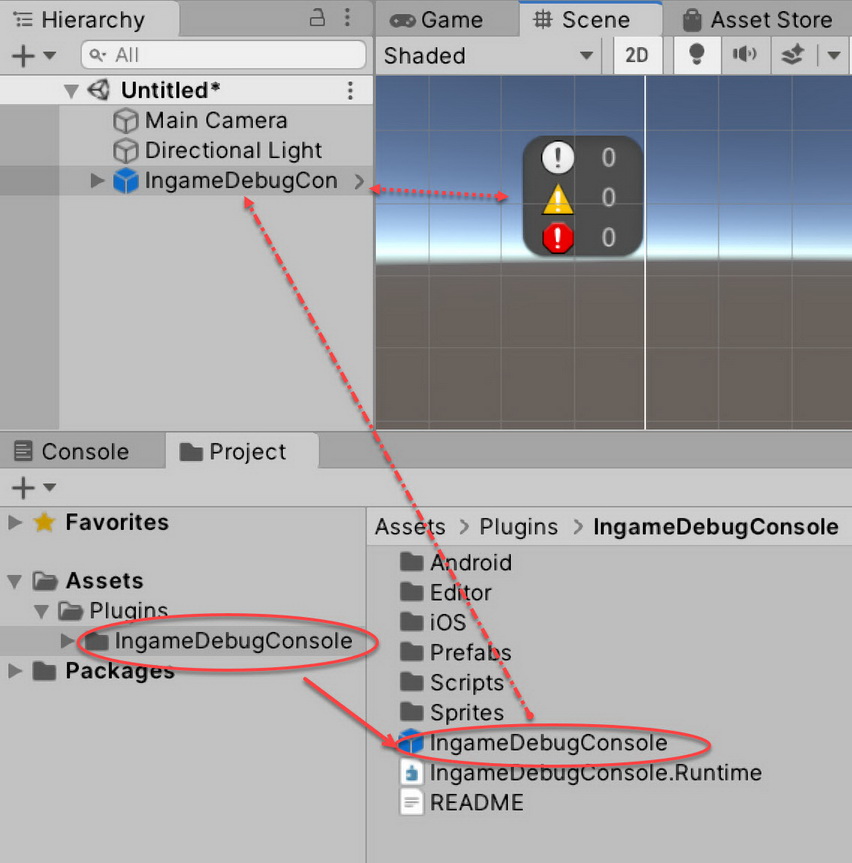 Hierarchy
All
Untitled*
Main Camera
Directional Light
IngameDebugCon
Game
Scene
Asset Store
Shaded
2D
0
0
0
Console
Project
Favorites
Assets
Plugins
IngameDebugConsole
Packages
Assets > Plugins > IngameDebugConsole
Android
Editor
iOS
Prefabs
Scripts
Sprites
IngameDebugConsole
IngameDebugConsole.Runtime
README